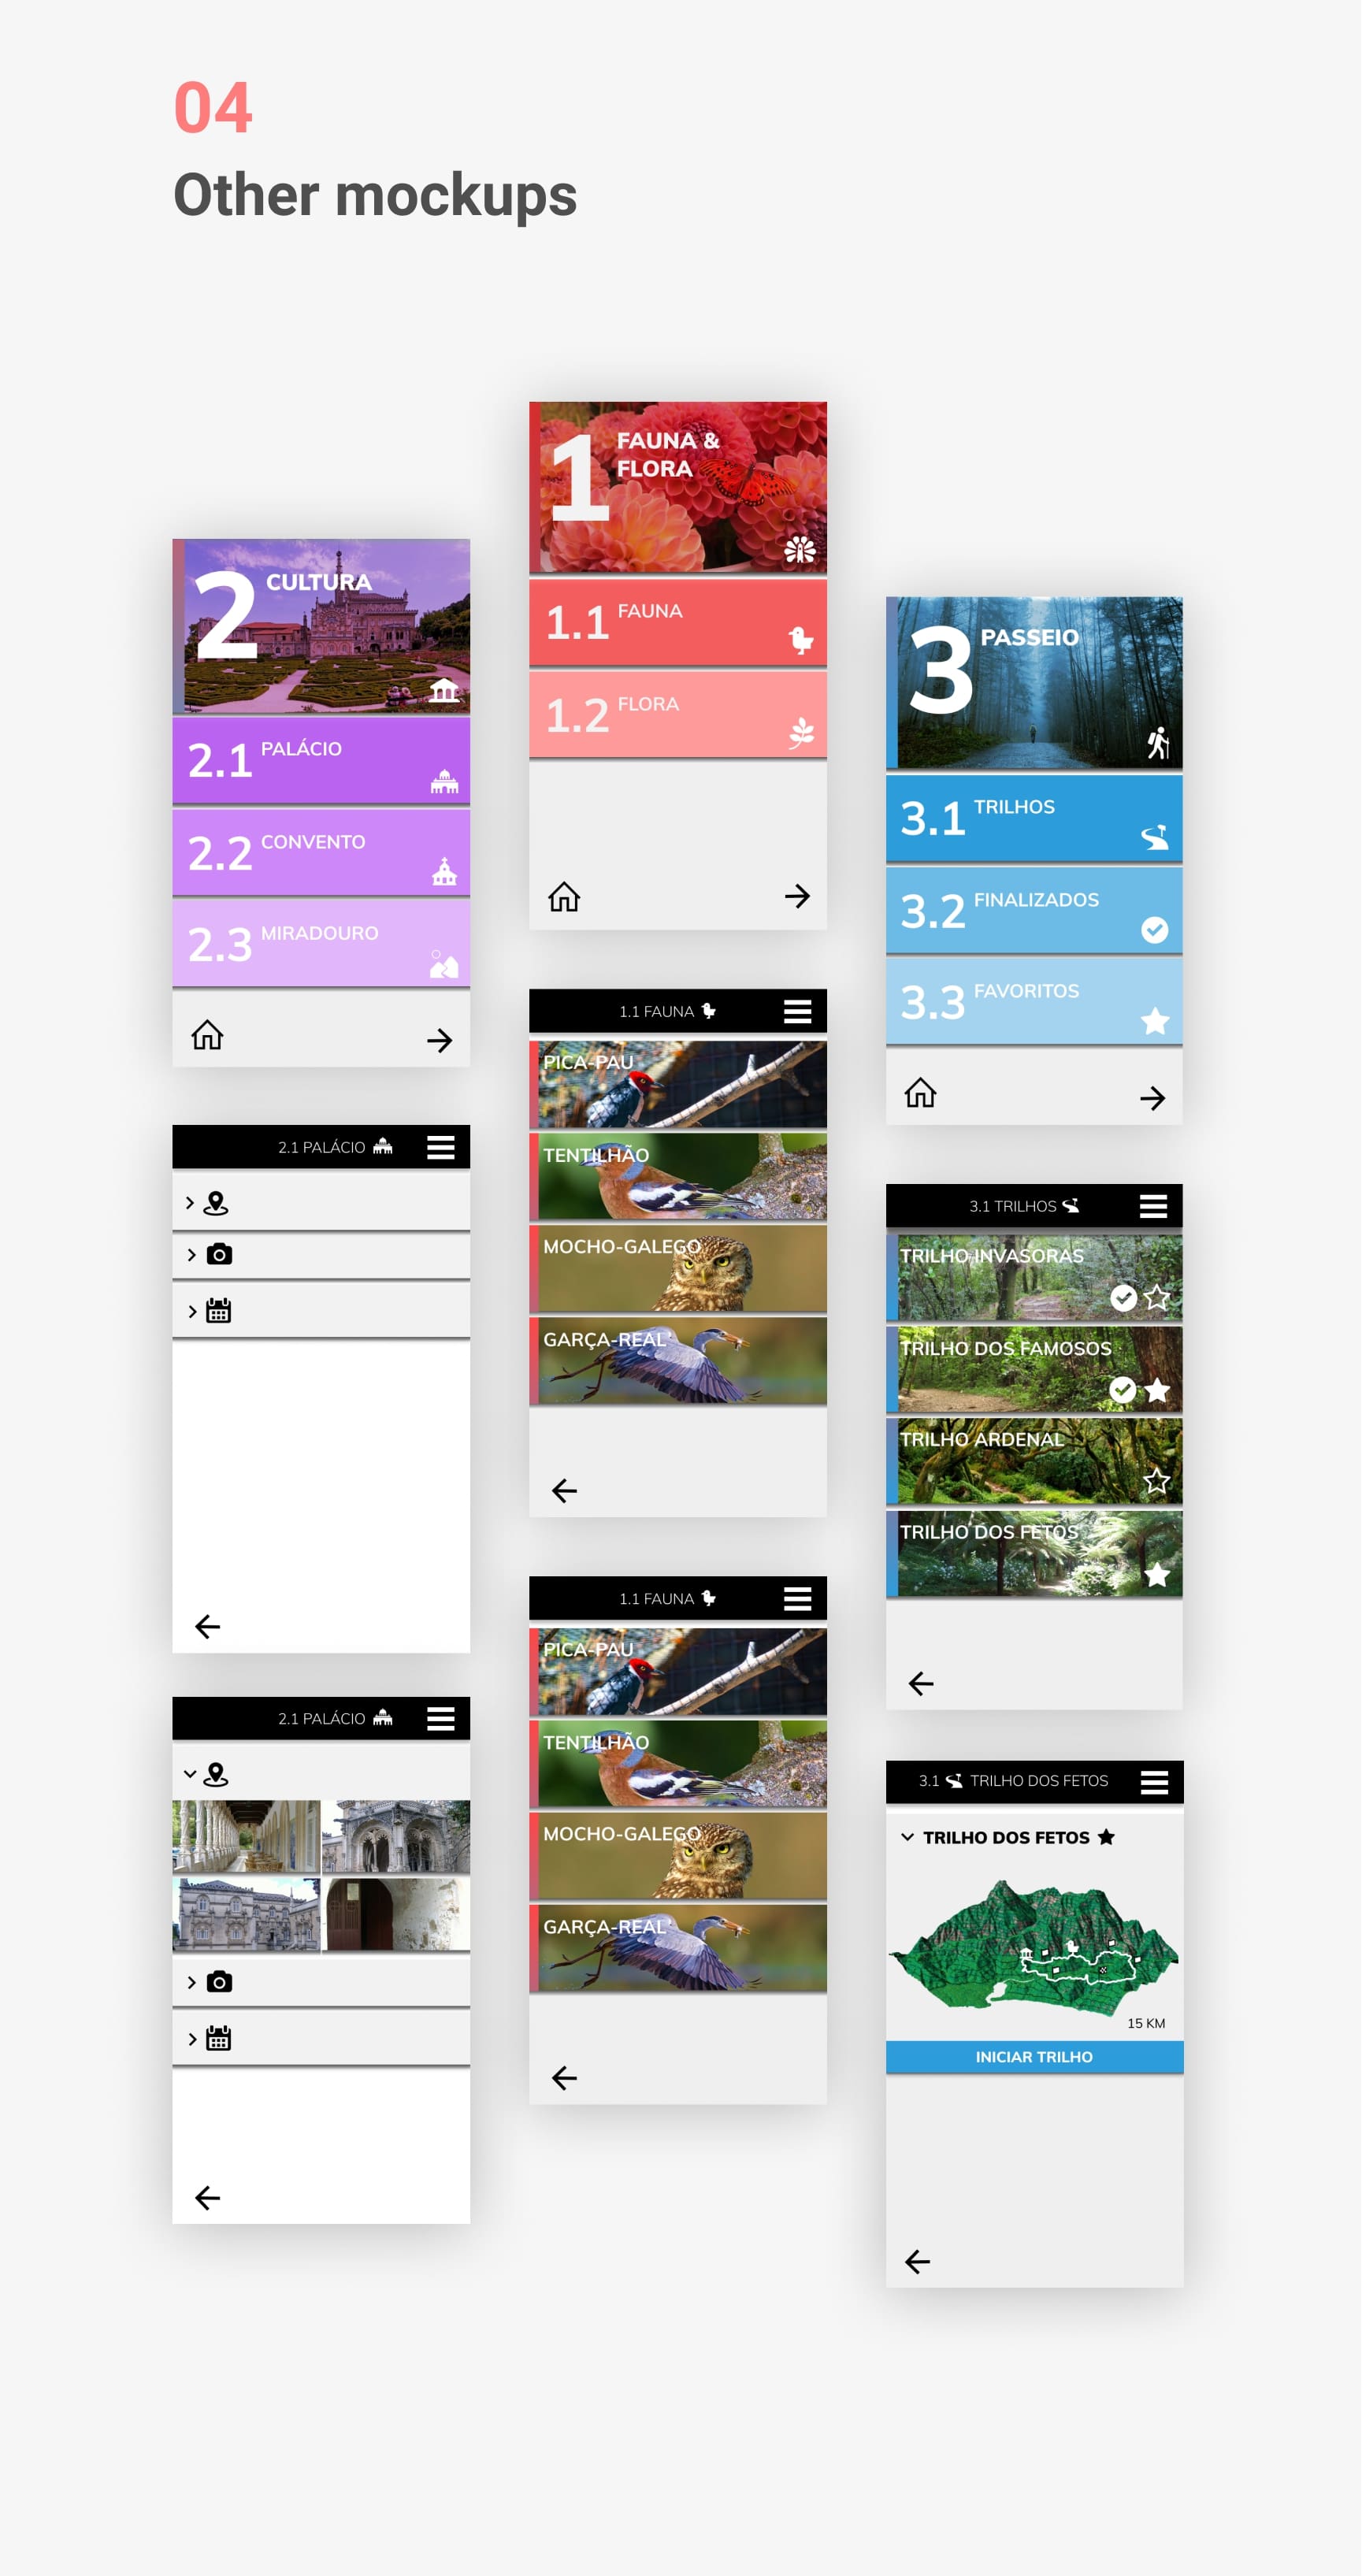 04
Other mockups
2 CULTURA
2.1 PALÁCIO
2.2 CONVENTO
2.3 MIRADOURO
2.1 PALÁCIO
2.1 PALÁCIO
1 FAUNA &
FLORA
1.1 FAUNA
1.2 FLORA
1.1 FAUNA
PICA-PAU
TENTILHÃO
MOCHO-GALEGO
GARÇA-REAL
1.1 FAUNA
PICA-PAU
TENTILHÃO
MOCHO-GALEGO
GARÇA-REAL
3 PASSEIO
3.1 TRILHOS
3.2 FINALIZADOS
3.3 FAVORITOS
3.1 TRILHOS
TRILHO INVASORAS
TRILHO DOS FAMOSOS
TRILHO ARDENAL
TRILHO DOS FETOS
3.1 TRILHO DOS FETOS
TRILHO DOS FETOS
15 KM
INICIAR TRILHO